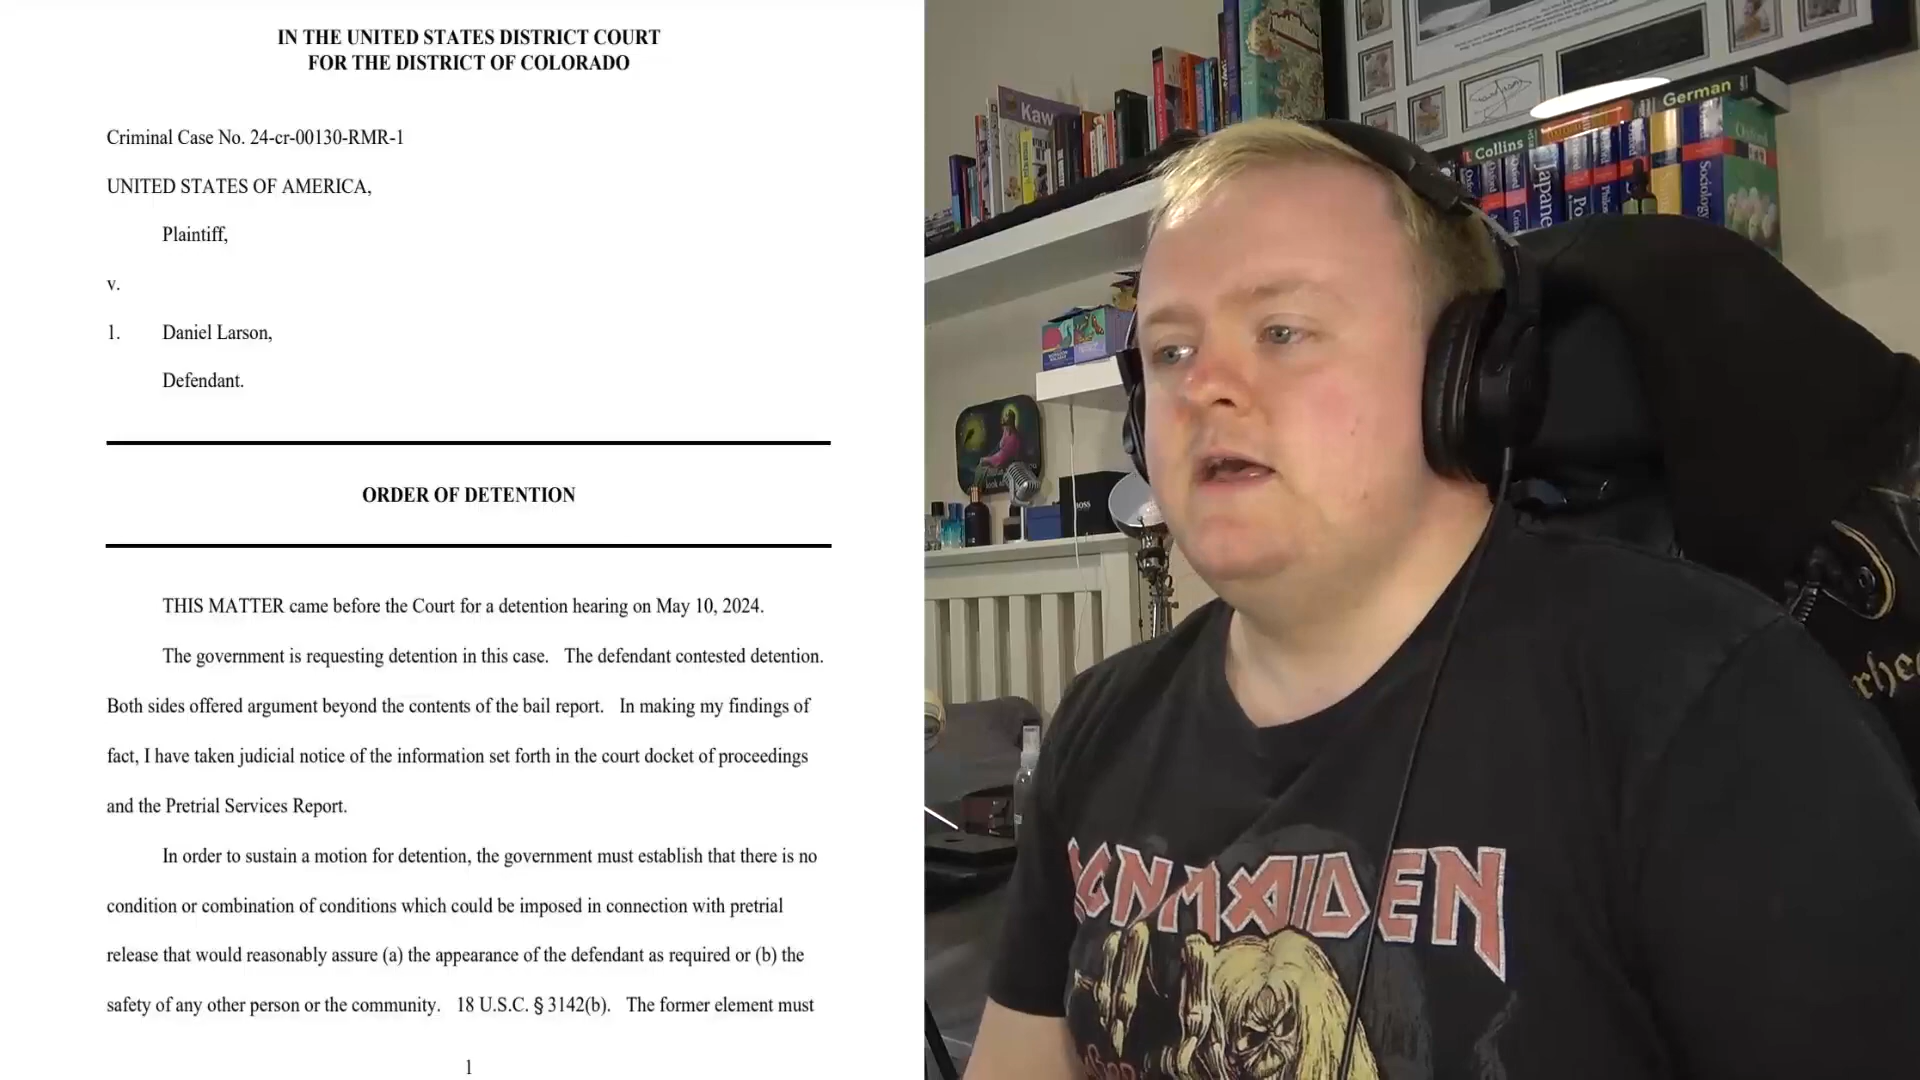 IN THE UNITED STATES DISTRICT COURT
FOR THE DISTRICT OF COLORADO
Criminal Case No. 24-cr-00130-RMR-1
UNITED STATES OF AMERICA,
Plaintiff,
v.
1. Daniel Larson,
Defendant.
ORDER OF DETENTION
THIS MATTER came before the Court for a detention hearing on May 10, 2024.
The government is requesting detention in this case. The defendant contested detention.
Both sides offered argument beyond the contents of the bail report. In making my findings of
fact, I have taken judicial notice of the information set forth in the court docket of proceedings
and the Pretrial Services Report.
In order to sustain a motion for detention, the government must establish that there is no
condition or combination of conditions which could be imposed in connection with pretrial
release that would reasonably assure (a) the appearance of the defendant as required or (b) the
safety of any other person or the community. 18 U.S.C. § 3142(b). The former element must
1
Kaw
German
Collins
Japane
Sociology
Oxford
BOSS
IRON MAIDEN